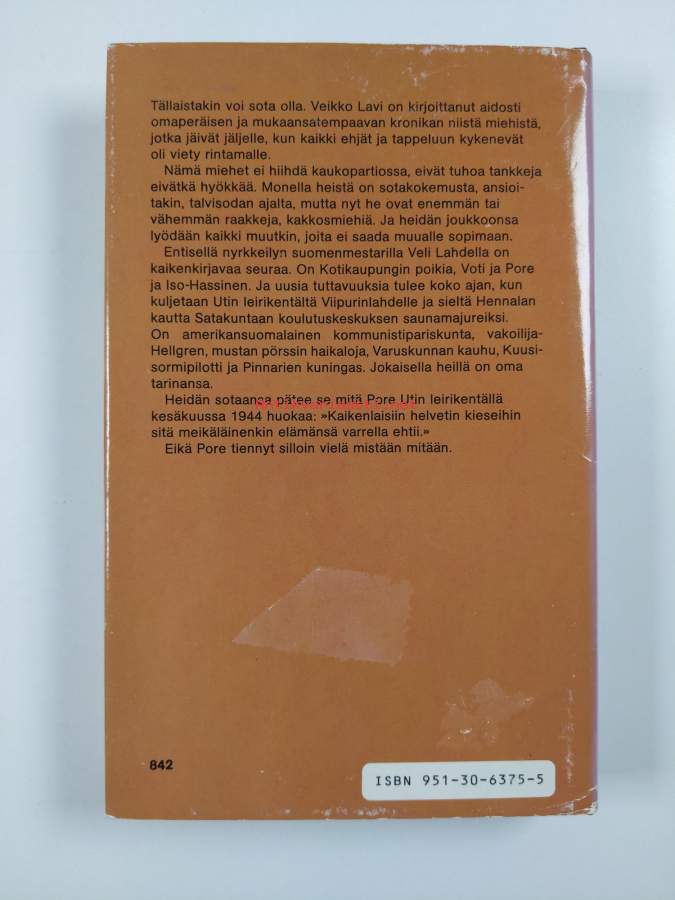 Tällaistakin voi sota olla. Veikko Lavi on kirjoittanut aidosti
omaperäisen ja mukaansatempaavan kronikan niistä miehistä,
jotka jäivät jäljelle, kun kaikki ehjät ja tappeluun kykenevät
oli viety rintamalle.
Nämä miehet ei hiihdä kaukopartiossa, eivät tuhoa tankkeja
eivätkä hyökkää. Monella heistä on sotakokemusta, ansioi-
takin, talvisodan ajalta, mutta nyt he ovat enemmän tai
vähemmän raakkeja, kakkosmiehiä. Ja heidän joukkoonsa
lyödään kaikki muutkin, joita ei saada muualle sopimaan.
Entisellä nyrkkeilyn suomenmestarilla Veli Lahdella on
kaikenkirjavaa seuraa. On Kotikaupungin poikia, Voti ja Pore
ja Iso-Hassinen. Ja uusia tuttavuuksia tulee koko ajan, kun
kuljetaan Utin leirikentältä Viipurinlahdelle ja sieltä Hennalan
kautta Satakuntaan koulutuskeskuksen saunamajureiksi.
On amerikansuomalainen kommunistipariskunta, vakoilija-
Hellgren, mustan pörssin haikaloja, Varuskunnan kauhu, Kuusi-
sormipilotti ja Pinnarien kuningas. Jokaisella heillä on oma
tarinansa.
Heidän sotaansa pätee se mitä Pore Utin leirikentällä
kesäkuussa 1944 huokaa: »Kaikenlaisiin helvetin kieseihin
sitä meikäläinenkin elämänsä varrella ehtii.»
Eikä Pore tiennyt silloin vielä mistään mitään.
842
ISBN 951-30-6375-5